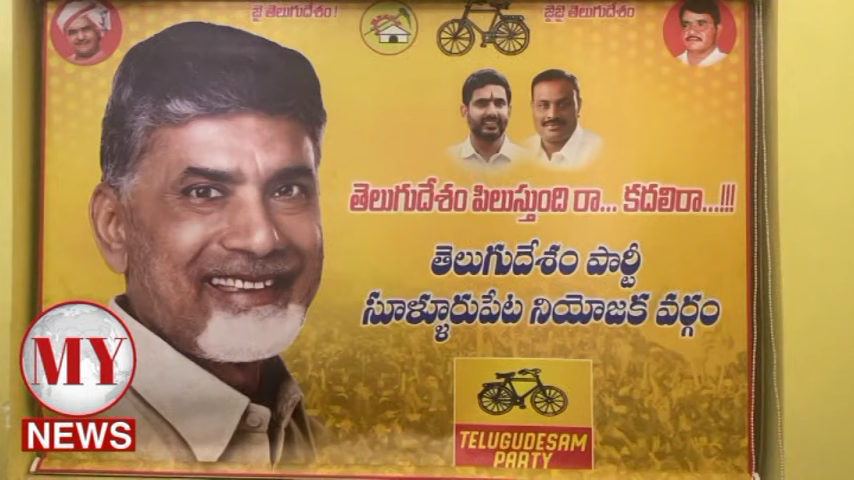 జై తెలుగుదేశం!
జైజై తెలుగుదేశం
తెలుగుదేశం పిలుస్తుంది రా... కదలిరా...!!!
తెలుగుదేశం పార్టీ
సూళ్ళూరుపేట నియోజక వర్గం
TELUGUDESAM
PARTY
MY
NEWS